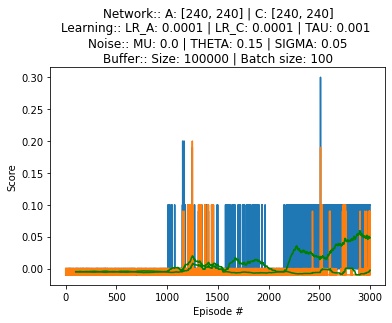 Network:: A: [240, 240] | C: [240, 240]
Learning:: LR_A: 0.0001 | LR_C: 0.0001 | TAU: 0.001
Noise:: MU: 0.0 | THETA: 0.15 | SIGMA: 0.05
Buffer:: Size: 100000 | Batch size: 100
0.30
0.25
0.20
0.15
0.10
0.05
0.00
Score
0 500 1000 1500 2000 2500 3000
Episode #